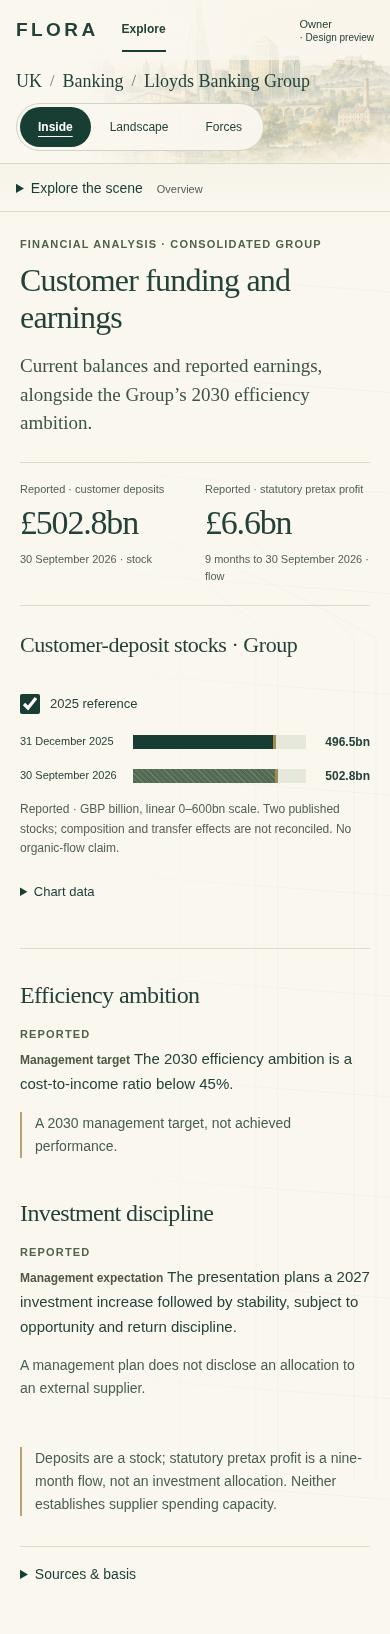 FLORA
Explore
Owner
· Design preview
UK / Banking / Lloyds Banking Group
Inside
Landscape
Forces
Explore the scene
Overview
FINANCIAL ANALYSIS · CONSOLIDATED GROUP
Customer funding and
earnings
Current balances and reported earnings,
alongside the Group’s 2030 efficiency
ambition.
Reported · customer deposits
£502.8bn
30 September 2026 · stock
Reported · statutory pretax profit
£6.6bn
9 months to 30 September 2026 ·
flow
Customer-deposit stocks · Group
2025 reference
31 December 2025
496.5bn
30 September 2026
502.8bn
Reported · GBP billion, linear 0–600bn scale. Two published
stocks; composition and transfer effects are not reconciled. No
organic-flow claim.
Chart data
Efficiency ambition
REPORTED
Management target The 2030 efficiency ambition is a
cost-to-income ratio below 45%.
A 2030 management target, not achieved
performance.
Investment discipline
REPORTED
Management expectation The presentation plans a 2027
investment increase followed by stability, subject to
opportunity and return discipline.
A management plan does not disclose an allocation to
an external supplier.
Deposits are a stock; statutory pretax profit is a nine-
month flow, not an investment allocation. Neither
establishes supplier spending capacity.
Sources & basis